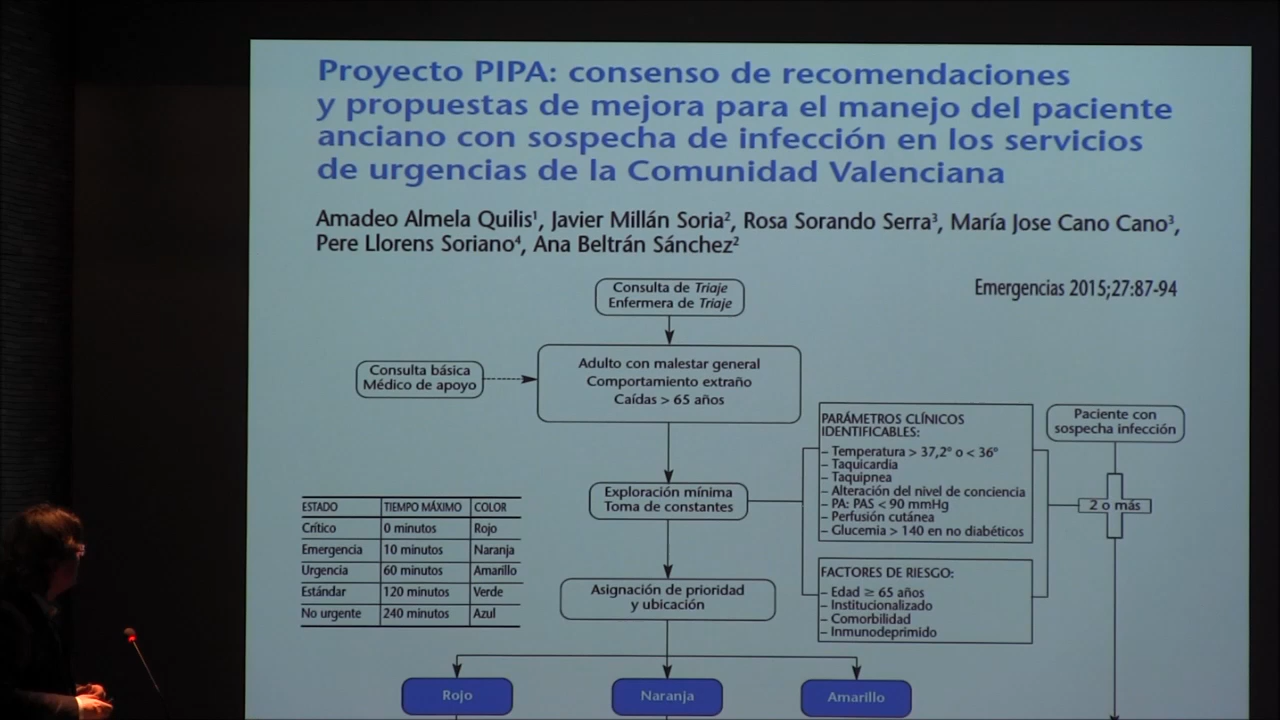 Proyecto PIPA: consenso de recomendaciones
y propuestas de mejora para el manejo del paciente
anciano con sospecha de infección en los servicios
de urgencias de la Comunidad Valenciana
Amadeo Almela Quilis¹, Javier Millán Soria², Rosa Sorando Serra³, María Jose Cano Cano³,
Pere Llorens Soriano⁴, Ana Beltrán Sánchez²
Emergencias 2015;27:87-94
Consulta de Triaje
Enfermera de Triaje
Consulta básica
Médico de apoyo
Adulto con malestar general
Comportamiento extraño
Caídas > 65 años
Exploración mínima
Toma de constantes
PARÁMETROS CLÍNICOS
IDENTIFICABLES:
– Temperatura > 37,2° o < 36°
– Taquicardia
– Taquipnea
– Alteración del nivel de conciencia
– PA: PAS < 90 mmHg
– Perfusión cutánea
– Glucemia > 140 en no diabéticos
Paciente con
sospecha infección
2 o más
FACTORES DE RIESGO:
– Edad ≥ 65 años
– Institucionalizado
– Comorbilidad
– Inmunodeprimido
ESTADO TIEMPO MÁXIMO COLOR
Crítico 0 minutos Rojo
Emergencia 10 minutos Naranja
Urgencia 60 minutos Amarillo
Estándar 120 minutos Verde
No urgente 240 minutos Azul
Asignación de prioridad
y ubicación
Rojo
Naranja
Amarillo